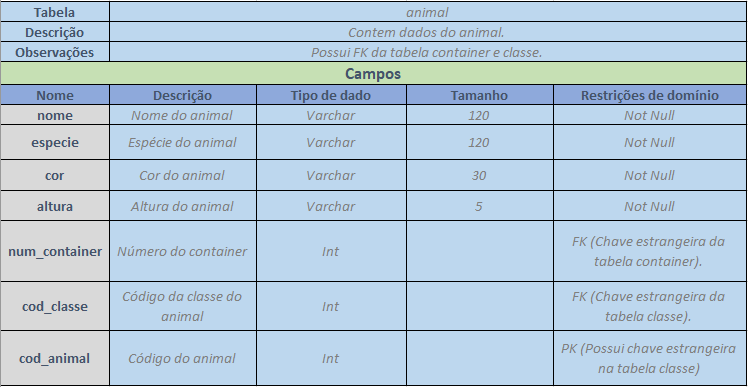 Tabela animal
Descrição Contem dados do animal.
Observações Possui FK da tabela container e classe.
Campos
Nome Descrição Tipo de dado Tamanho Restrições de domínio
nome Nome do animal Varchar 120 Not Null
especie Espécie do animal Varchar 120 Not Null
cor Cor do animal Varchar 30 Not Null
altura Altura do animal Varchar 5 Not Null
num_container Número do container Int FK (Chave estrangeira da
tabela container).
cod_classe Código da classe do
animal Int FK (Chave estrangeira da
tabela classe).
cod_animal Código do animal Int PK (Possui chave estrangeira
na tabela classe)